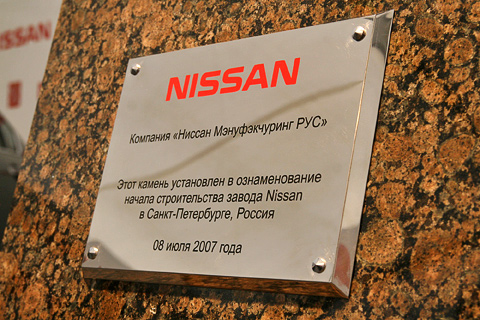 NISSAN
NISSAN
Компания «Ниссан Мэнуфэкчуринг РУС»
Этот камень установлен в ознаменование
начала строительства завода Nissan
в Санкт-Петербурге, Россия
08 июля 2007 года